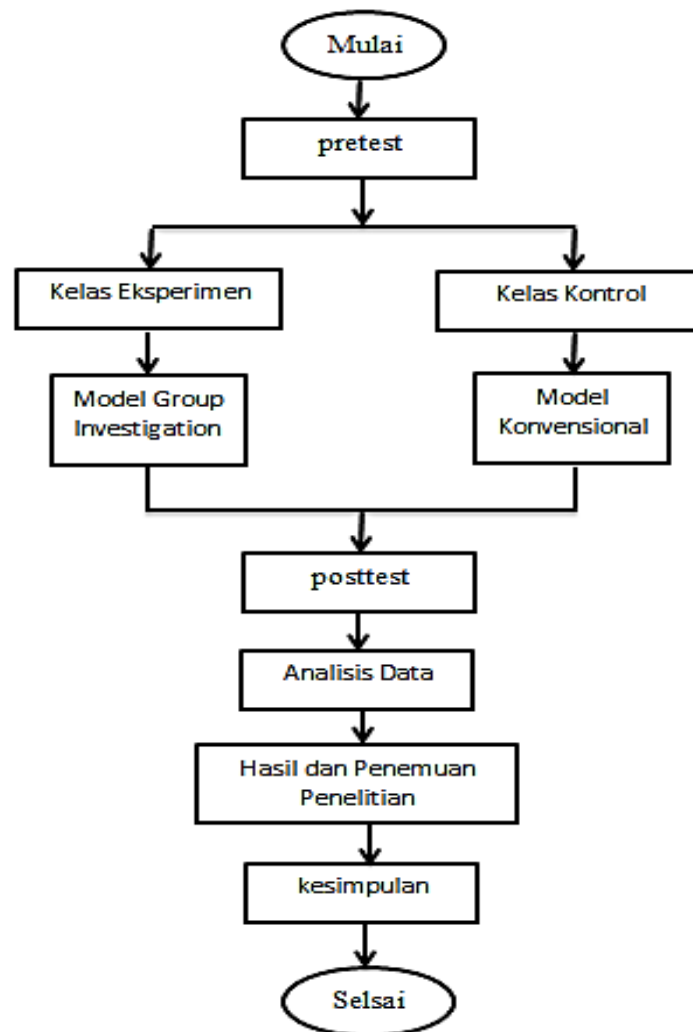 Mulai
pretest
Kelas Eksperimen
Kelas Kontrol
Model Group
Investigation
Model
Konvensional
posttest
Analisis Data
Hasil dan Penemuan
Penelitian
kesimpulan
Selsai